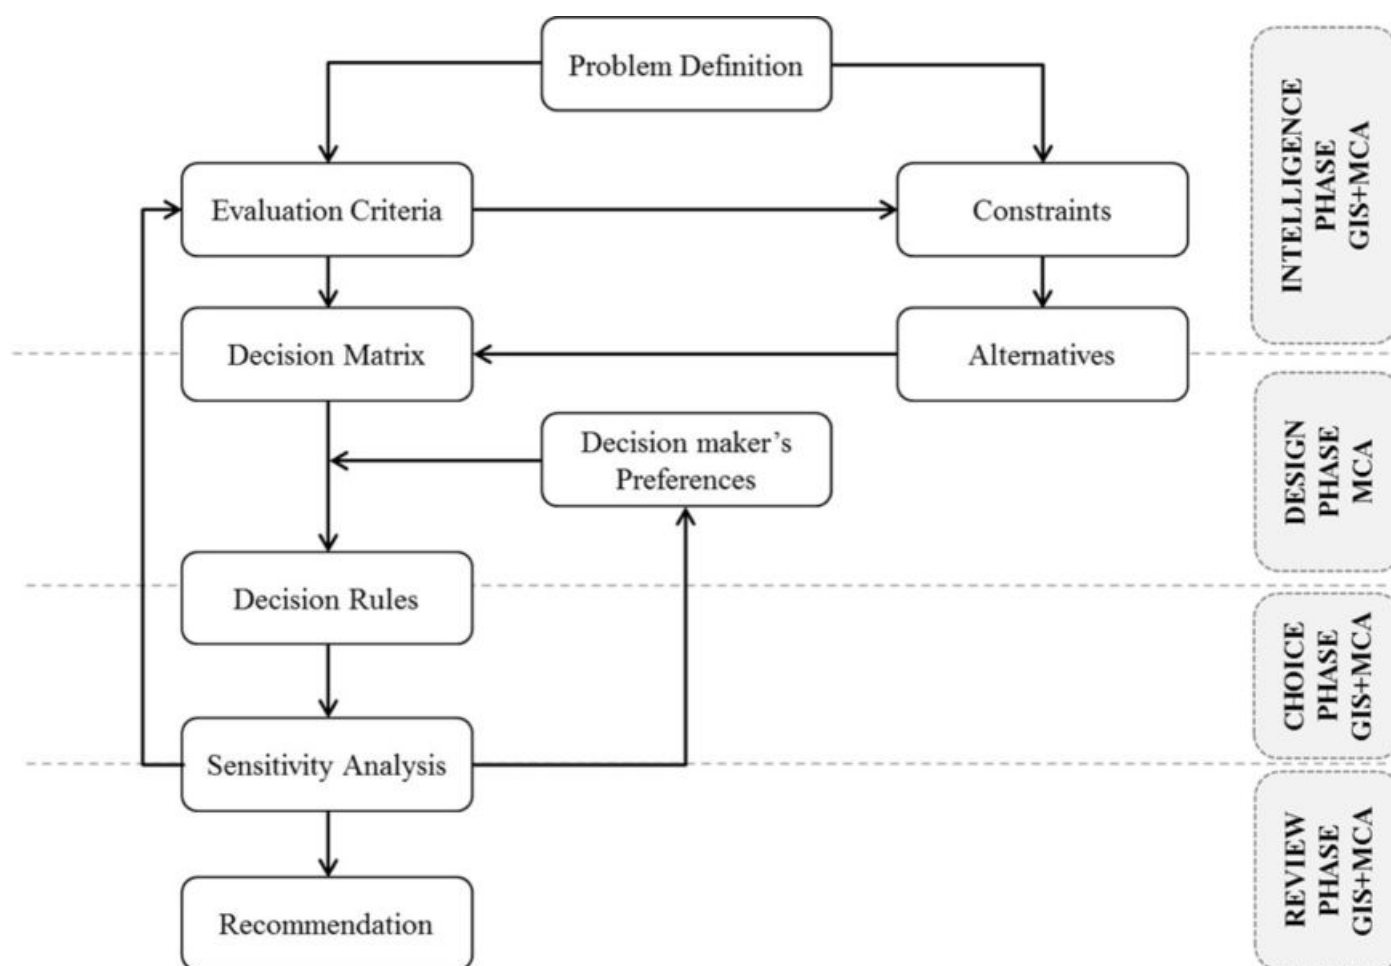 Problem Definition
Evaluation Criteria
Constraints
Decision Matrix
Alternatives
Decision maker’s
Preferences
Decision Rules
Sensitivity Analysis
Recommendation
INTELLIGENCE
PHASE
GIS+MCA
DESIGN
PHASE
MCA
CHOICE
PHASE
GIS+MCA
REVIEW
PHASE
GIS+MCA